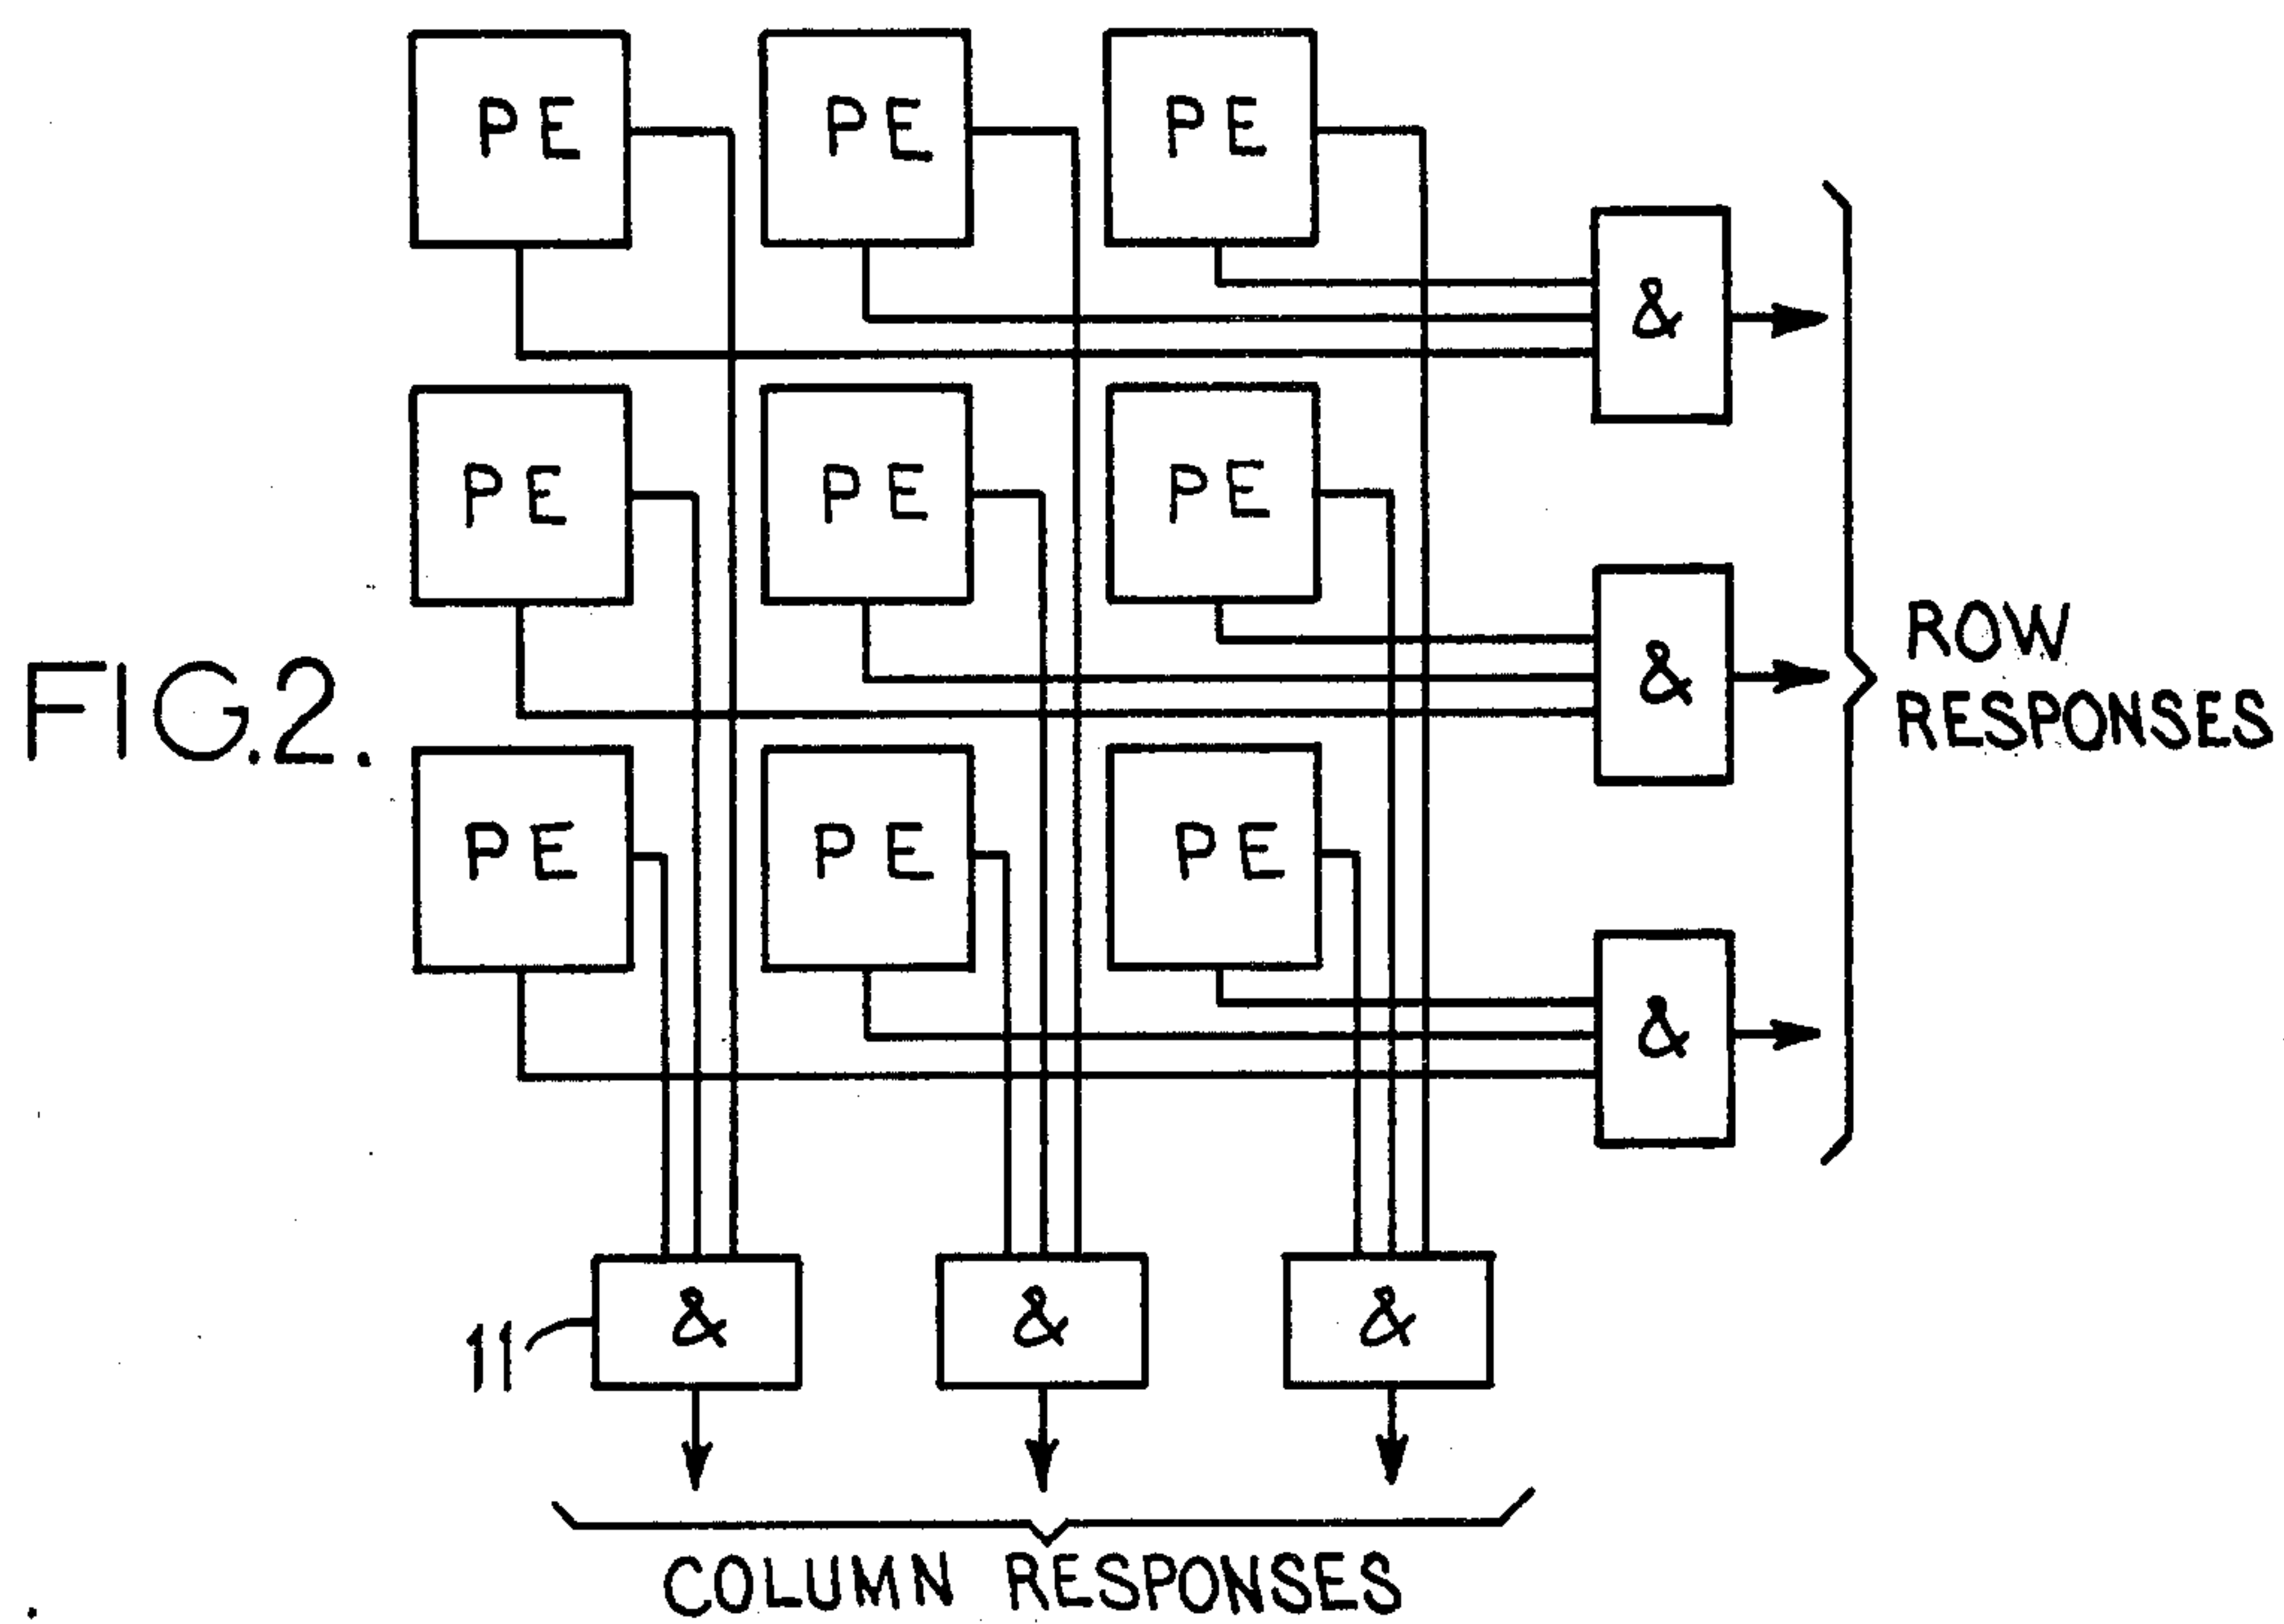 PE PE PE
&
PE PE PE
&
ROW
RESPONSES
FIG.2.
PE PE PE
&
11 & & &
COLUMN RESPONSES